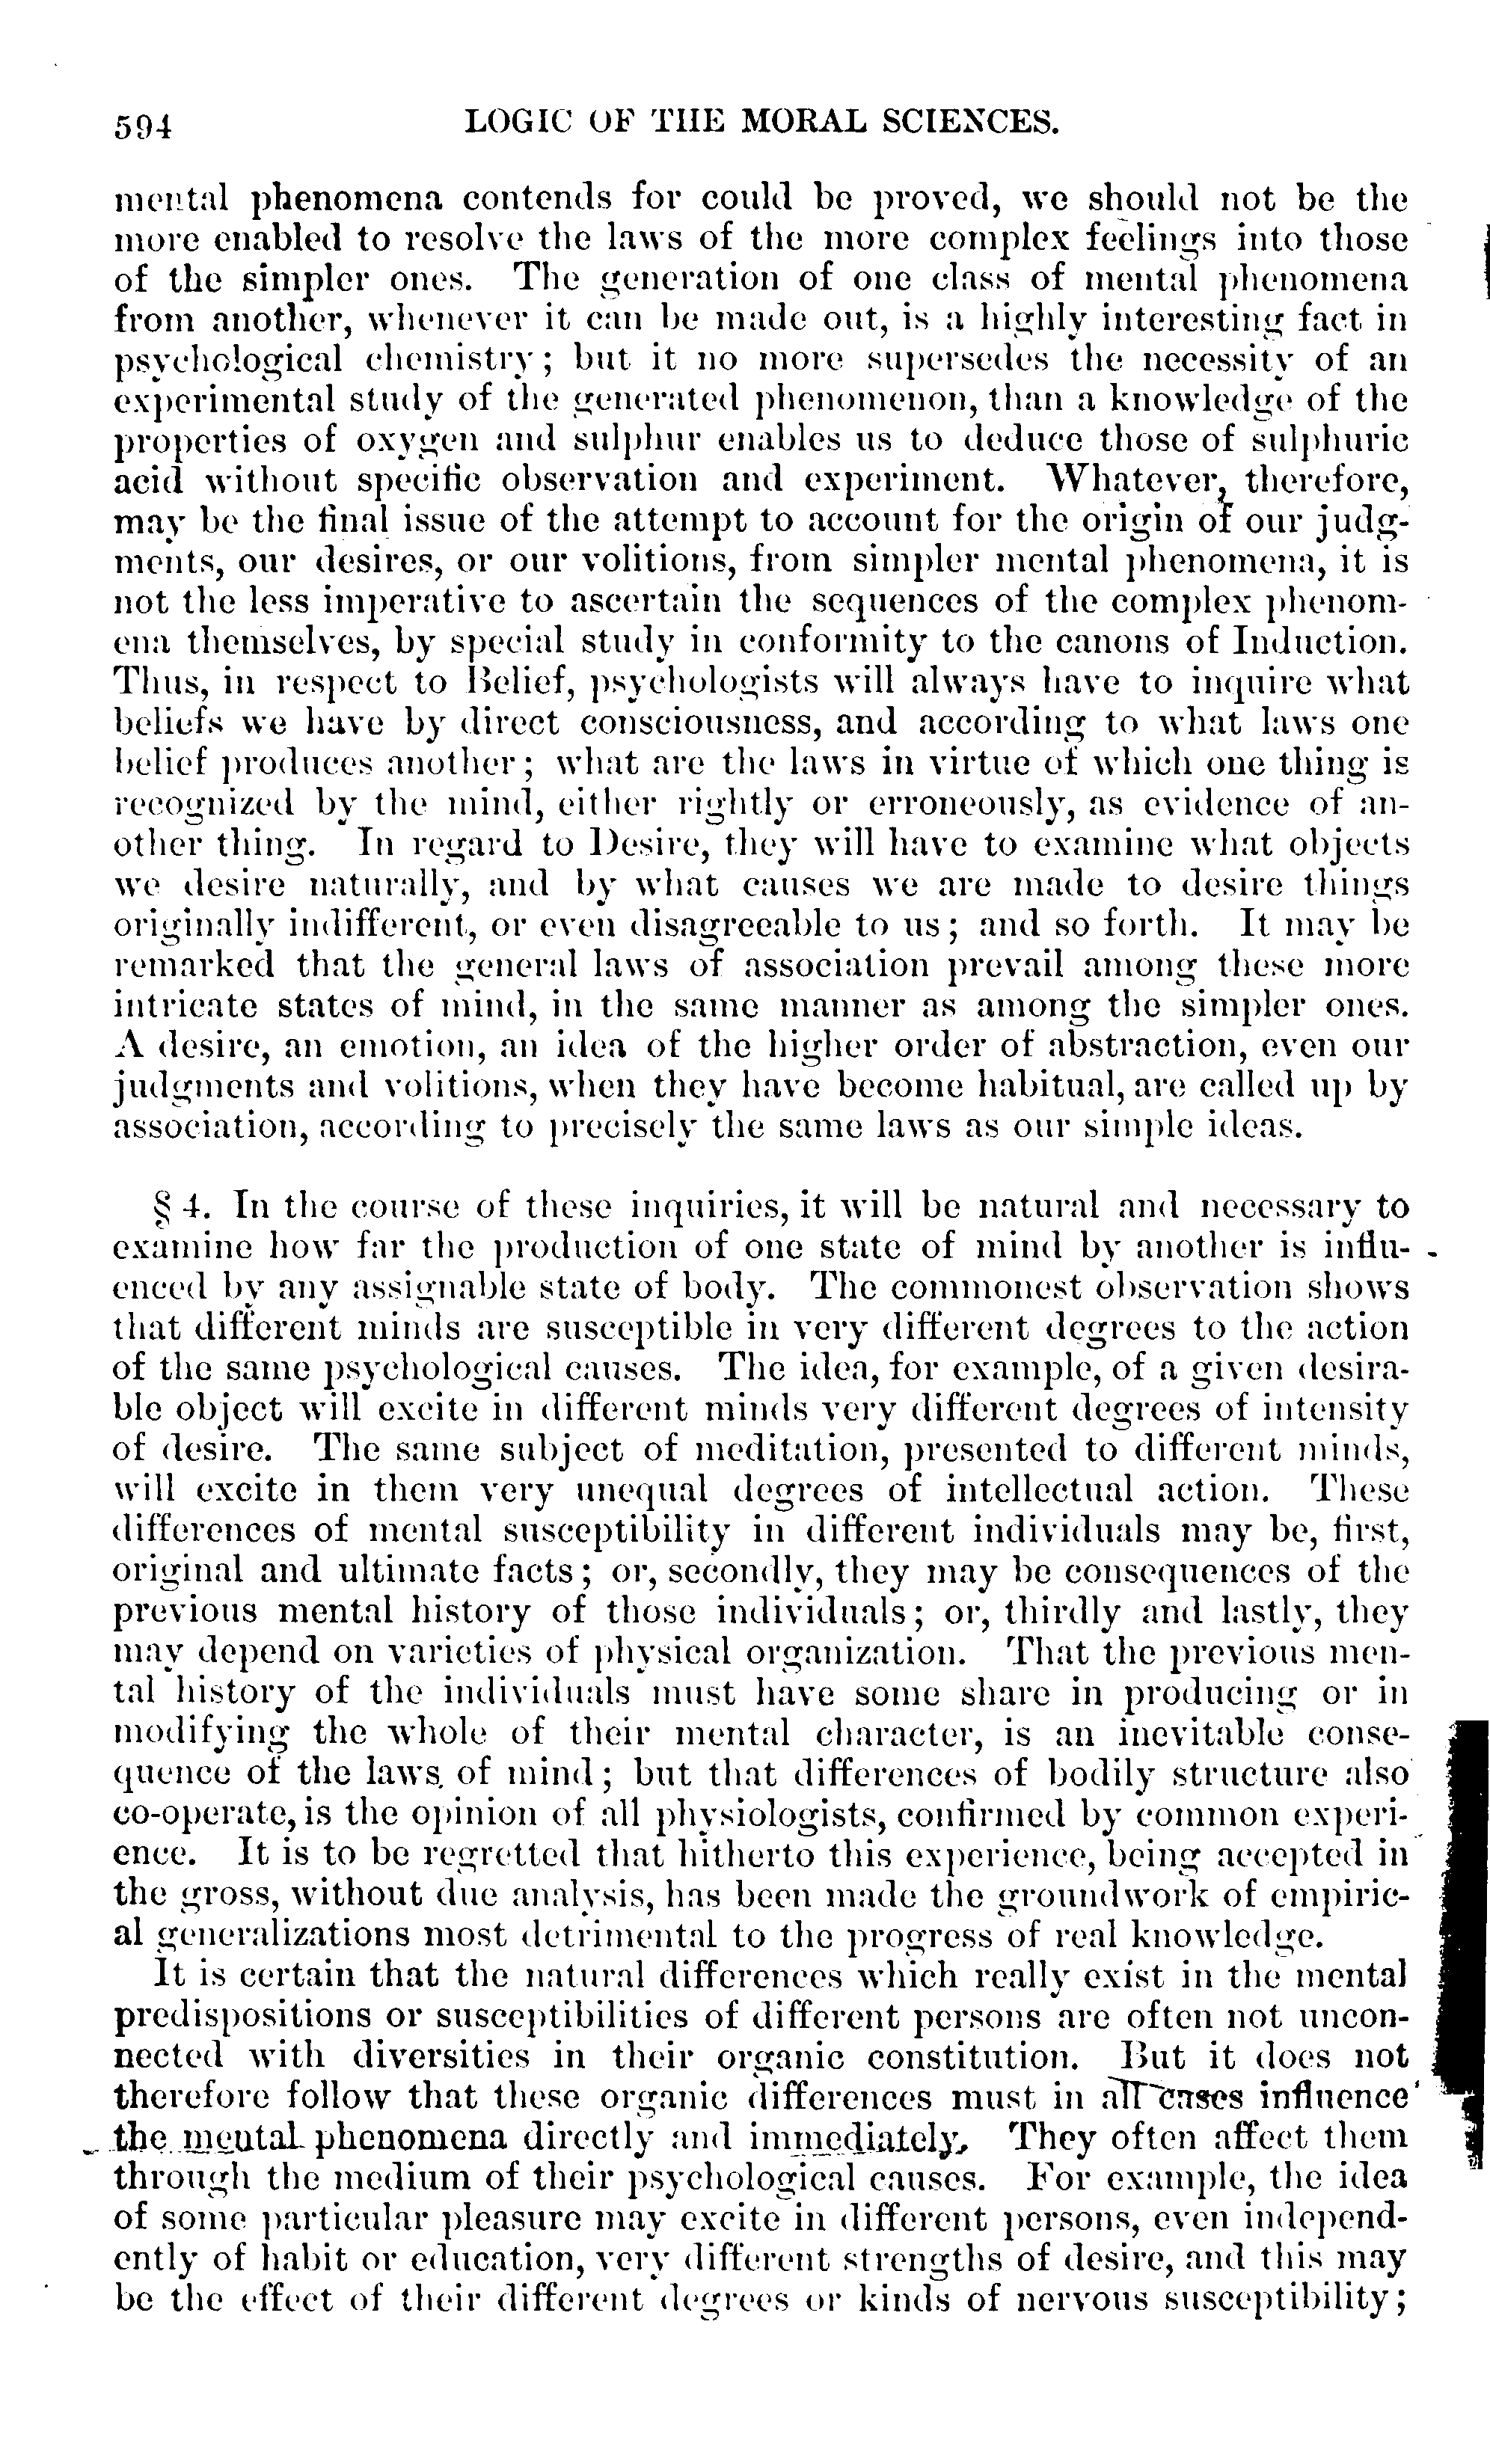 594
LOGIC OF THE MORAL SCIENCES.
mental phenomena contends for could be proved, we should not be the
more enabled to resolve the laws of the more complex feelings into those
of the simpler ones. The generation of one class of mental phenomena
from another, whenever it can be made out, is a highly interesting fact in
psychological chemistry; but it no more supersedes the necessity of an
experimental study of the generated phenomenon, than a knowledge of the
properties of oxygen and sulphur enables us to deduce those of sulphuric
acid without specific observation and experiment. Whatever, therefore,
may be the final issue of the attempt to account for the origin of our judg-
ments, our desires, or our volitions, from simpler mental phenomena, it is
not the less imperative to ascertain the sequences of the complex phenom-
ena themselves, by special study in conformity to the canons of Induction.
Thus, in respect to Belief, psychologists will always have to inquire what
beliefs we have by direct consciousness, and according to what laws one
belief produces another; what are the laws in virtue of which one thing is
recognized by the mind, either rightly or erroneously, as evidence of an-
other thing. In regard to Desire, they will have to examine what objects
we desire naturally, and by what causes we are made to desire things
originally indifferent, or even disagreeable to us; and so forth. It may be
remarked that the general laws of association prevail among these more
intricate states of mind, in the same manner as among the simpler ones.
A desire, an emotion, an idea of the higher order of abstraction, even our
judgments and volitions, when they have become habitual, are called up by
association, according to precisely the same laws as our simple ideas.
§ 4. In the course of these inquiries, it will be natural and necessary to
examine how far the production of one state of mind by another is influ-
enced by any assignable state of body. The commonest observation shows
that different minds are susceptible in very different degrees to the action
of the same psychological causes. The idea, for example, of a given desira-
ble object will excite in different minds very different degrees of intensity
of desire. The same subject of meditation, presented to different minds,
will excite in them very unequal degrees of intellectual action. These
differences of mental susceptibility in different individuals may be, first,
original and ultimate facts; or, secondly, they may be consequences of the
previous mental history of those individuals; or, thirdly and lastly, they
may depend on varieties of physical organization. That the previous men-
tal history of the individuals must have some share in producing or in
modifying the whole of their mental character, is an inevitable conse-
quence of the laws of mind; but that differences of bodily structure also
co-operate, is the opinion of all physiologists, confirmed by common experi-
ence. It is to be regretted that hitherto this experience, being accepted in
the gross, without due analysis, has been made the groundwork of empiric-
al generalizations most detrimental to the progress of real knowledge.
It is certain that the natural differences which really exist in the mental
predispositions or susceptibilities of different persons are often not uncon-
nected with diversities in their organic constitution. But it does not
therefore follow that these organic differences must in all cases influence
the mental phenomena directly and immediately. They often affect them
through the medium of their psychological causes. For example, the idea
of some particular pleasure may excite in different persons, even independ-
ently of habit or education, very different strengths of desire, and this may
be the effect of their different degrees or kinds of nervous susceptibility;